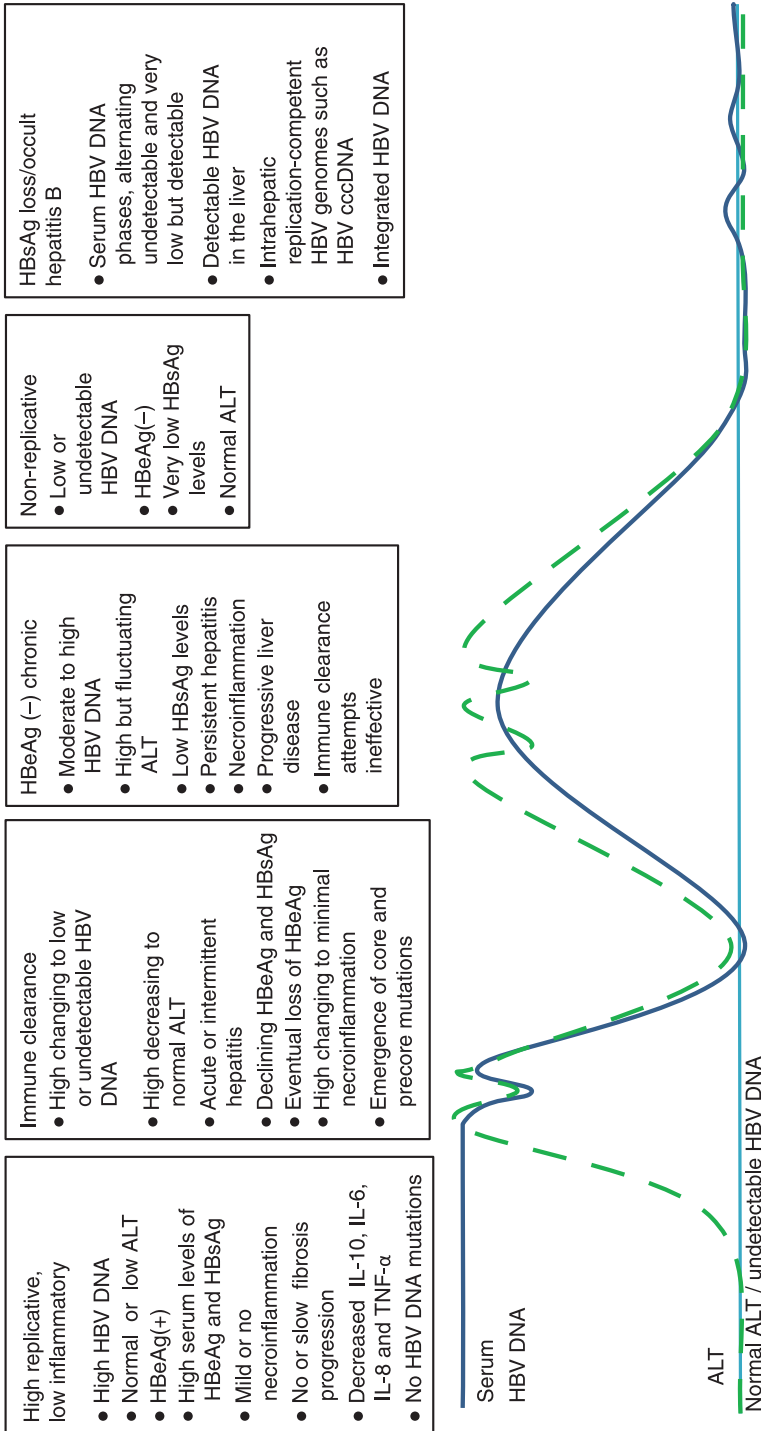 High replicative,
low inflammatory
● High HBV DNA
● Normal or low ALT
● HBeAg(+)
● High serum levels of
HBeAg and HBsAg
● Mild or no
necroinflammation
● No or slow fibrosis
progression
● Decreased IL-10, IL-6,
IL-8 and TNF-α
● No HBV DNA mutations
Immune clearance
● High changing to low
or undetectable HBV
DNA
● High decreasing to
normal ALT
● Acute or intermittent
hepatitis
● Declining HBeAg and HBsAg
● Eventual loss of HBeAg
● High changing to minimal
necroinflammation
● Emergence of core and
precore mutations
HBeAg (–) chronic
● Moderate to high
HBV DNA
● High but fluctuating
ALT
● Low HBsAg levels
● Persistent hepatitis
● Necroinflammation
● Progressive liver
disease
● Immune clearance
attempts
ineffective
Non-replicative
● Low or
undetectable
HBV DNA
● HBeAg(–)
● Very low HBsAg
levels
● Normal ALT
HBsAg loss/occult
hepatitis B
● Serum HBV DNA
phases, alternating
undetectable and very
low but detectable
● Detectable HBV DNA
in the liver
● Intrahepatic
replication-competent
HBV genomes such as
HBV cccDNA
● Integrated HBV DNA
Serum
HBV DNA
ALT
Normal ALT / undetectable HBV DNA